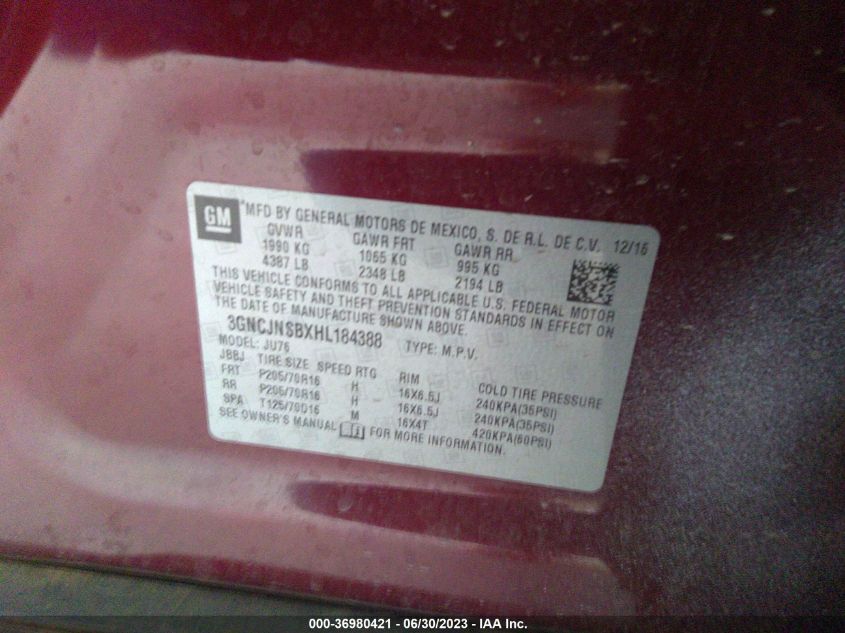 GM *MFD BY GENERAL MOTORS DE MEXICO, S. DE R.L. DE C.V. 12/16
GVWR GAWR FRT GAWR RR
1990 KG 1065 KG 995 KG
4387 LB 2348 LB 2194 LB
THIS VEHICLE CONFORMS TO ALL APPLICABLE U.S. FEDERAL MOTOR
VEHICLE SAFETY AND THEFT PREVENTION STANDARDS IN EFFECT ON
THE DATE OF MANUFACTURE SHOWN ABOVE.
3GNCJNSBXHL184388 TYPE: M.P.V.
MODEL: JU76
JBBJ TIRE SIZE SPEED RTG RIM COLD TIRE PRESSURE
FRT P205/70R16 H 16X6.5J 240KPA(35PSI)
RR P205/70R16 H 16X6.5J 240KPA(35PSI)
SPA T125/70D16 M 16X4T 420KPA(60PSI)
SEE OWNER'S MANUAL FOR MORE INFORMATION.
000-36980421 - 06/30/2023 - IAA Inc.